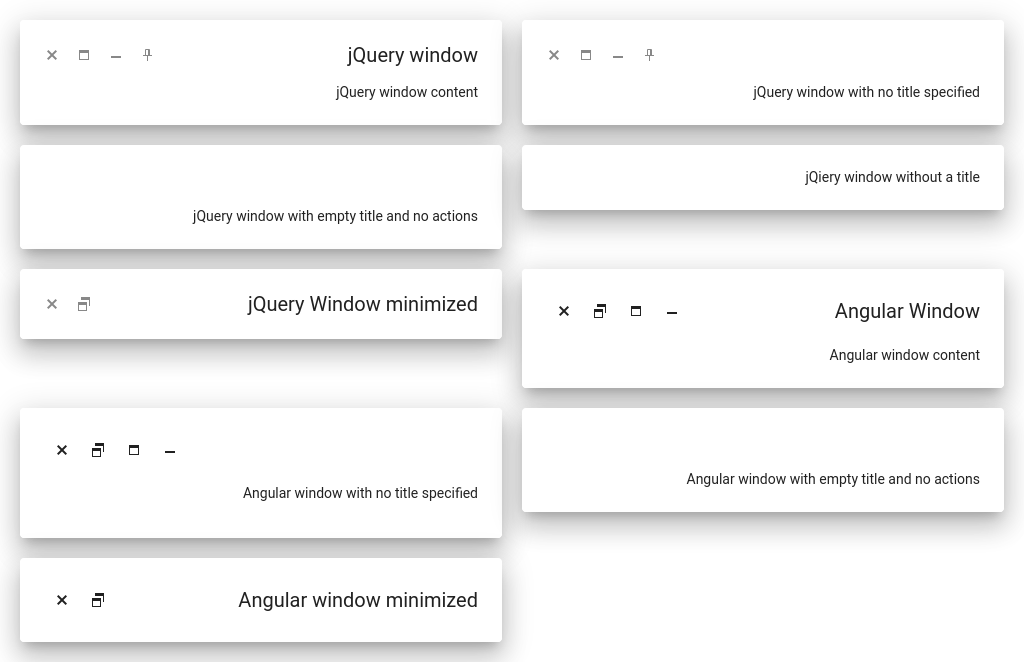 jQuery window
jQuery window content
jQuery window with no title specified
jQuery window with empty title and no actions
jQiery window without a title
jQuery Window minimized
Angular Window
Angular window content
Angular window with no title specified
Angular window with empty title and no actions
Angular window minimized